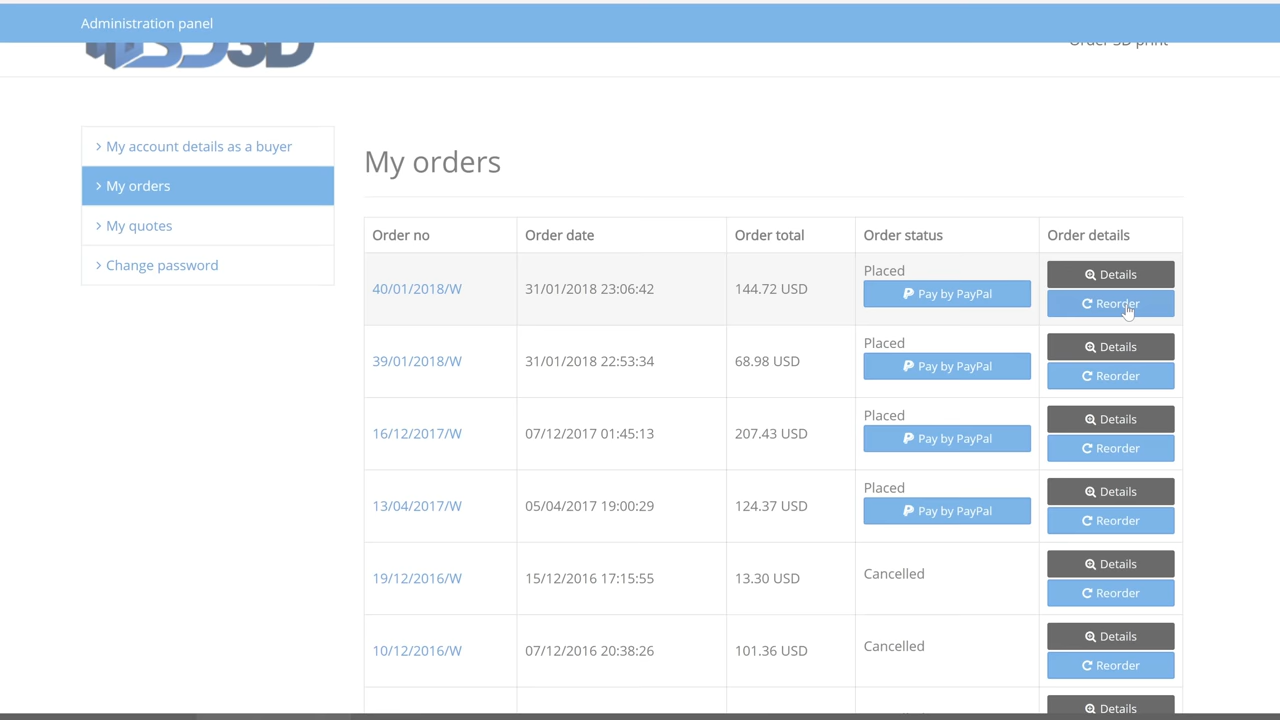 Administration panel
Order 3D print
My account details as a buyer
My orders
My quotes
Change password
My orders
Order no Order date Order total Order status Order details
40/01/2018/W 31/01/2018 23:06:42 144.72 USD Placed Pay by PayPal Details Reorder
39/01/2018/W 31/01/2018 22:53:34 68.98 USD Placed Pay by PayPal Details Reorder
16/12/2017/W 07/12/2017 01:45:13 207.43 USD Placed Pay by PayPal Details Reorder
13/04/2017/W 05/04/2017 19:00:29 124.37 USD Placed Pay by PayPal Details Reorder
19/12/2016/W 15/12/2016 17:15:55 13.30 USD Cancelled Details Reorder
10/12/2016/W 07/12/2016 20:38:26 101.36 USD Cancelled Details Reorder
Details